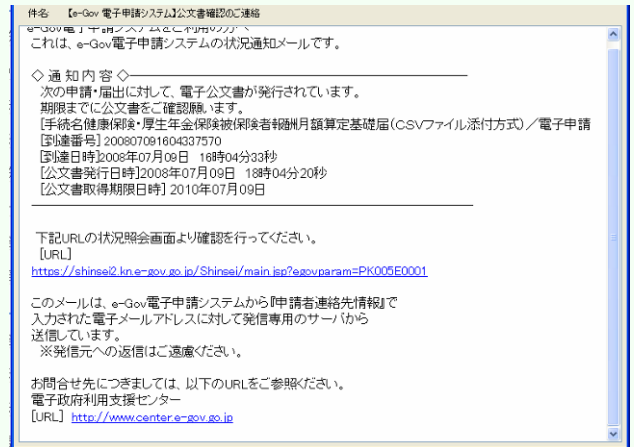 件名: 【e-Gov 電子申請システム】公文書確認のご連絡
e-Gov電子申請システムをご利用の方へ
これは、e-Gov電子申請システムの状況通知メールです。
◇ 通 知 内 容 ◇
次の申請・届出に対して、電子公文書が発行されています。
期限までに公文書をご確認願います。
[手続名健康保険・厚生年金保険被保険者報酬月額算定基礎届(CSVファイル添付方式)/電子申請
[到達番号] 200807091604337570
[到達日時]2008年07月09日 16時04分33秒
[公文書発行日時]2008年07月09日 18時04分20秒
[公文書取得期限日時] 2010年07月09日
下記URLの状況照会画面より確認を行ってください。
[URL]
https://shinsei2.kn.e-gov.go.jp/Shinsei/main.jsp?egovparam=PK005E0001
このメールは、e-Gov電子申請システムから『申請者連絡先情報』で
入力された電子メールアドレスに対して発信専用のサーバから
送信しています。
※発信元への返信はご遠慮ください。
お問合せ先につきましては、以下のURLをご参照ください。
電子政府利用支援センター
[URL] http://www.center.e-gov.go.jp